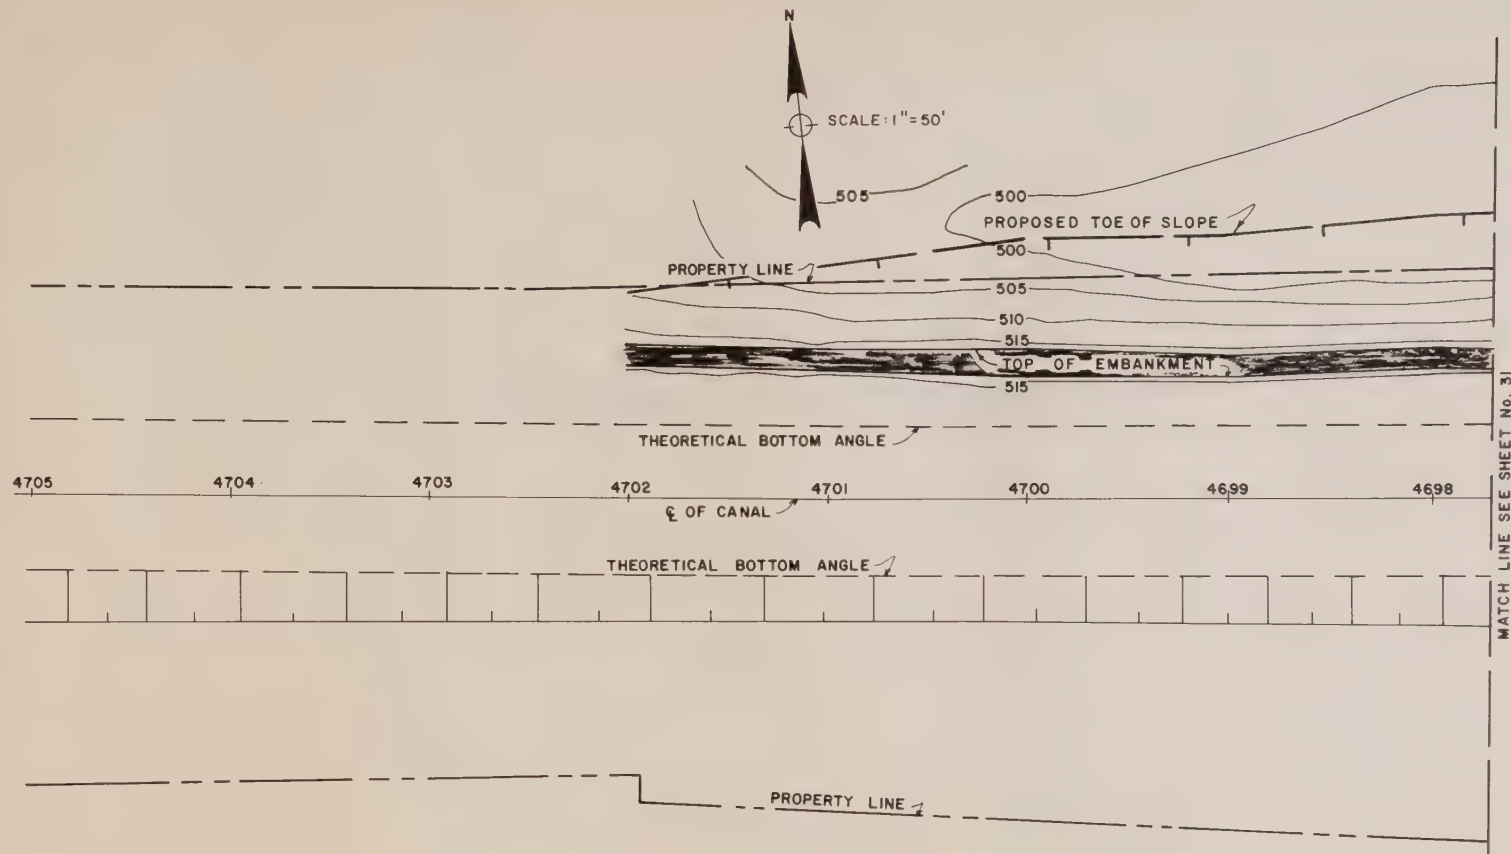 N
SCALE: 1"=50'
505
500
PROPOSED TOE OF SLOPE
500
PROPERTY LINE
505
510
515
TOP OF EMBANKMENT
515
THEORETICAL BOTTOM ANGLE
4705 4704 4703 4702 4701 4700 4699 4698
℄ OF CANAL
THEORETICAL BOTTOM ANGLE
PROPERTY LINE
MATCH LINE SEE SHEET No. 31